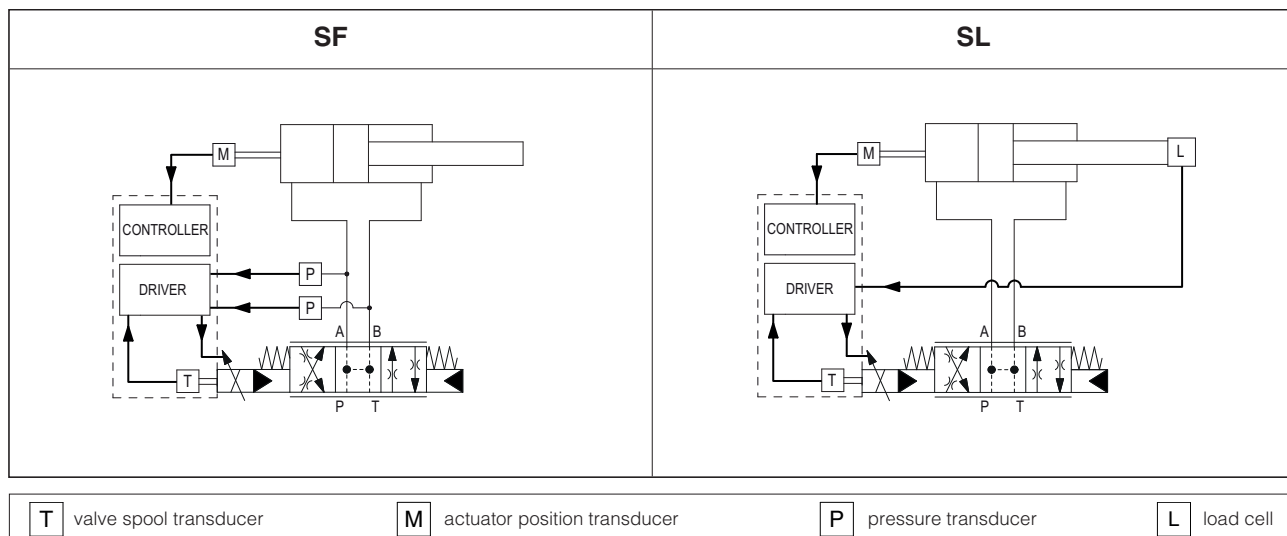 SF
SL
M
CONTROLLER
DRIVER
P
P
A B
T
P T
M
L
CONTROLLER
DRIVER
A B
T
P T
T valve spool transducer
M actuator position transducer
P pressure transducer
L load cell